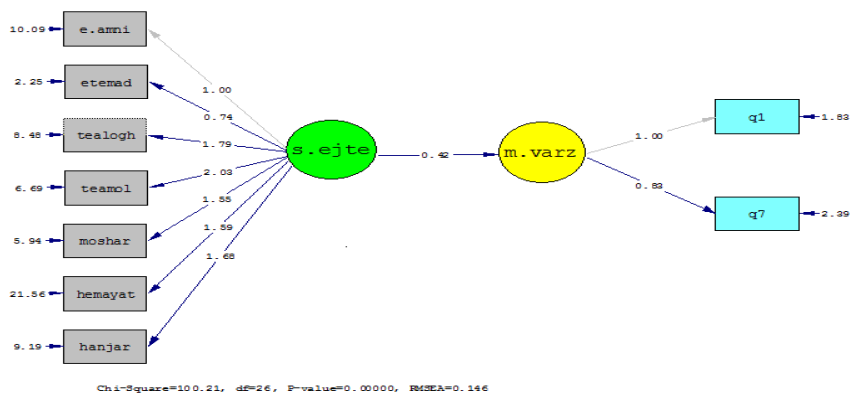 10.09 e.amni
2.25 etemad
8.48 tealogh
6.69 teamol
5.94 moshar
21.56 hemayat
9.19 hanjar
1.00
0.74
1.79
2.03
1.55
1.59
1.68
s.ejte
0.42
m.varz
1.00
0.83
q1 1.83
q7 2.39
Chi-Square=100.21, df=26, P-value=0.00000, RMSEA=0.146